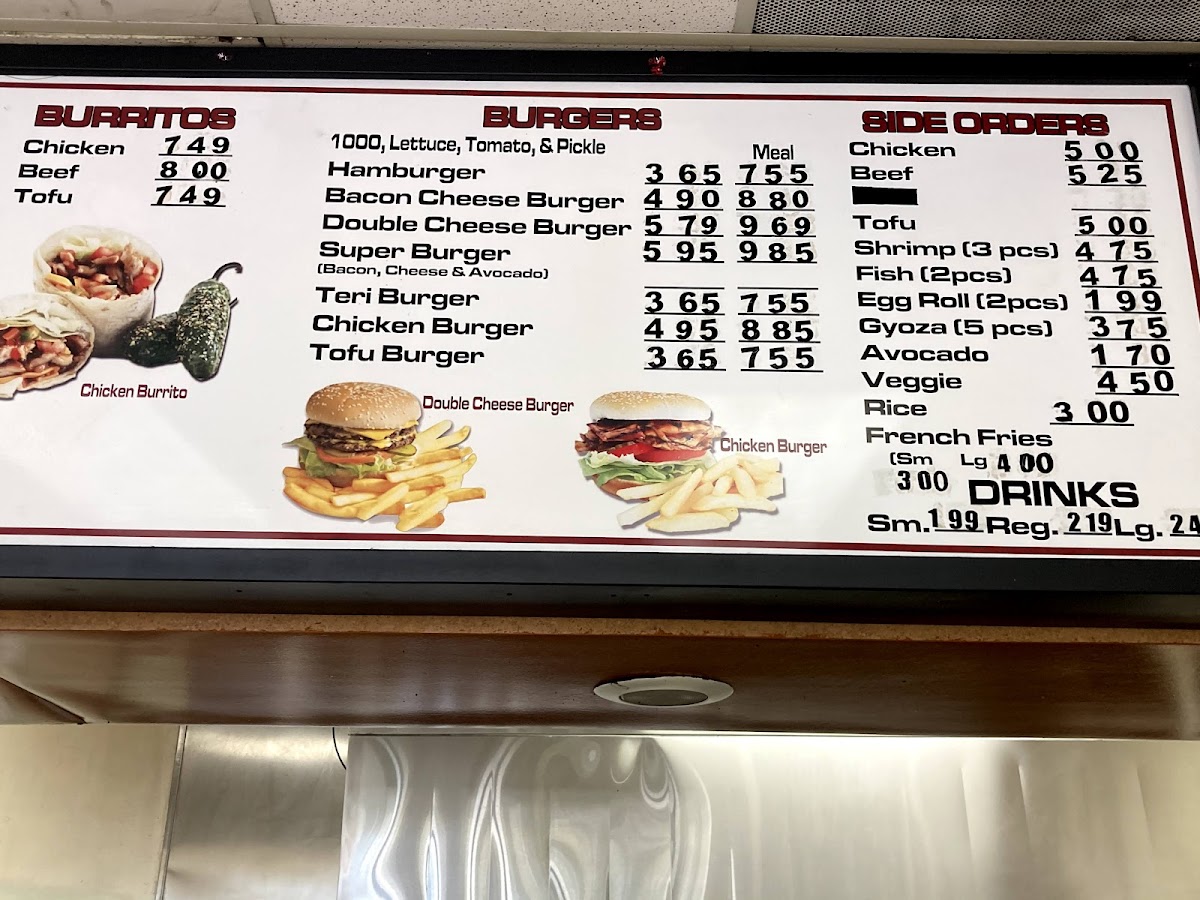 BURRITOS
Chicken 749
Beef 800
Tofu 749
Chicken Burrito
BURGERS
1000, Lettuce, Tomato, & Pickle
Meal
Hamburger 365 755
Bacon Cheese Burger 490 880
Double Cheese Burger 579 969
Super Burger 595 985
(Bacon, Cheese & Avocado)
Teri Burger 365 755
Chicken Burger 495 885
Tofu Burger 365 755
Double Cheese Burger
Chicken Burger
SIDE ORDERS
Chicken 500
Beef 525
Tofu 500
Shrimp (3 pcs) 475
Fish (2pcs) 475
Egg Roll (2pcs) 199
Gyoza (5 pcs) 375
Avocado 170
Veggie 450
Rice 300
French Fries
(Sm Lg 400
300
DRINKS
Sm. 199 Reg. 219 Lg. 24